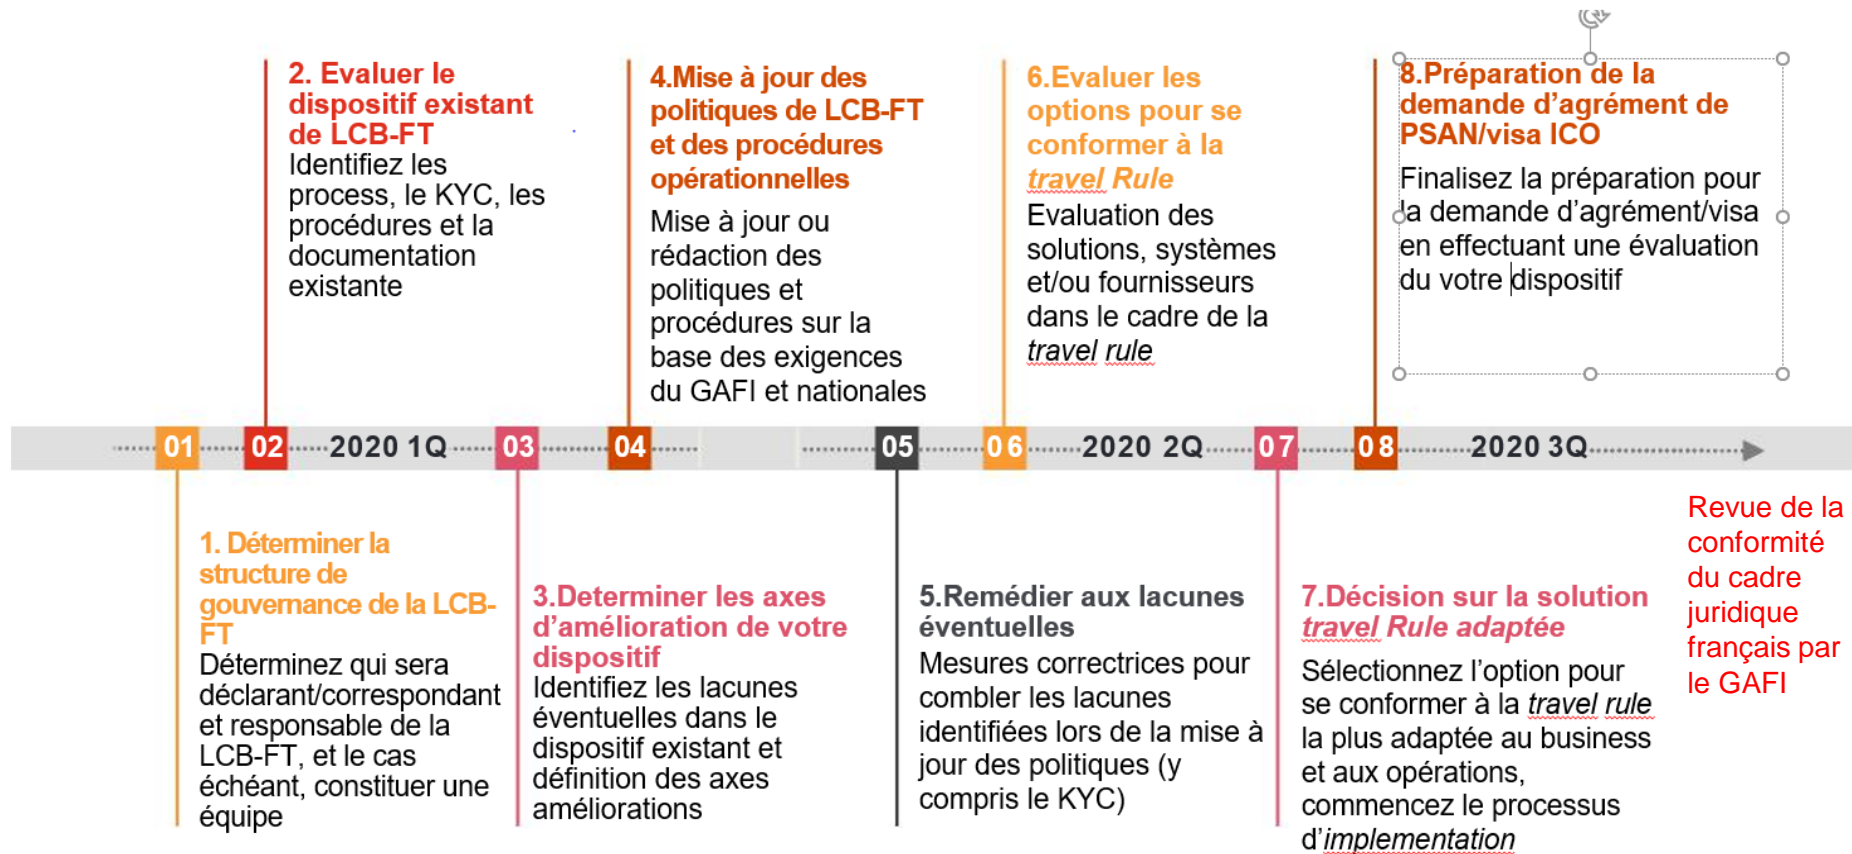 2. Evaluer le
dispositif existant
de LCB-FT
Identifiez les
process, le KYC, les
procédures et la
documentation
existante
4.Mise à jour des
politiques de LCB-FT
et des procédures
opérationnelles
Mise à jour ou
rédaction des
politiques et
procédures sur la
base des exigences
du GAFI et nationales
6.Evaluer les
options pour se
conformer à la
travel Rule
Evaluation des
solutions, systèmes
et/ou fournisseurs
dans le cadre de la
travel rule
8.Préparation de la
demande d'agrément de
PSAN/visa ICO
Finalisez la préparation pour
la demande d'agrément/visa
en effectuant une évaluation
du votre dispositif
01 02 2020 1Q 03 04 05 06 2020 2Q 07 08 2020 3Q
1. Déterminer la
structure de
gouvernance de la LCB-
FT
Déterminez qui sera
déclarant/correspondant
et responsable de la
LCB-FT, et le cas
échéant, constituer une
équipe
3.Determiner les axes
d'amélioration de votre
dispositif
Identifiez les lacunes
éventuelles dans le
dispositif existant et
définition des axes
améliorations
5.Remédier aux lacunes
éventuelles
Mesures correctrices pour
combler les lacunes
identifiées lors de la mise à
jour des politiques (y
compris le KYC)
7.Décision sur la solution
travel Rule adaptée
Sélectionnez l'option pour
se conformer à la travel rule
la plus adaptée au business
et aux opérations,
commencez le processus
d'implementation
Revue de la
conformité
du cadre
juridique
français par
le GAFI